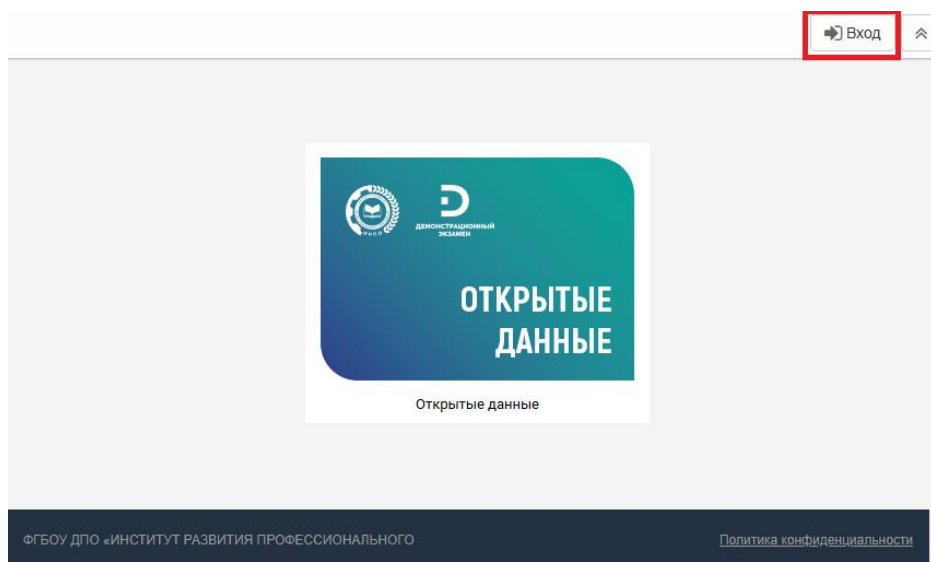 Вход
ДЕМОНСТРАЦИОННЫЙ
ЭКЗАМЕН
ОТКРЫТЫЕ
ДАННЫЕ
Открытые данные
ФГБОУ ДПО «ИНСТИТУТ РАЗВИТИЯ ПРОФЕССИОНАЛЬНОГО
Политика конфиденциальности